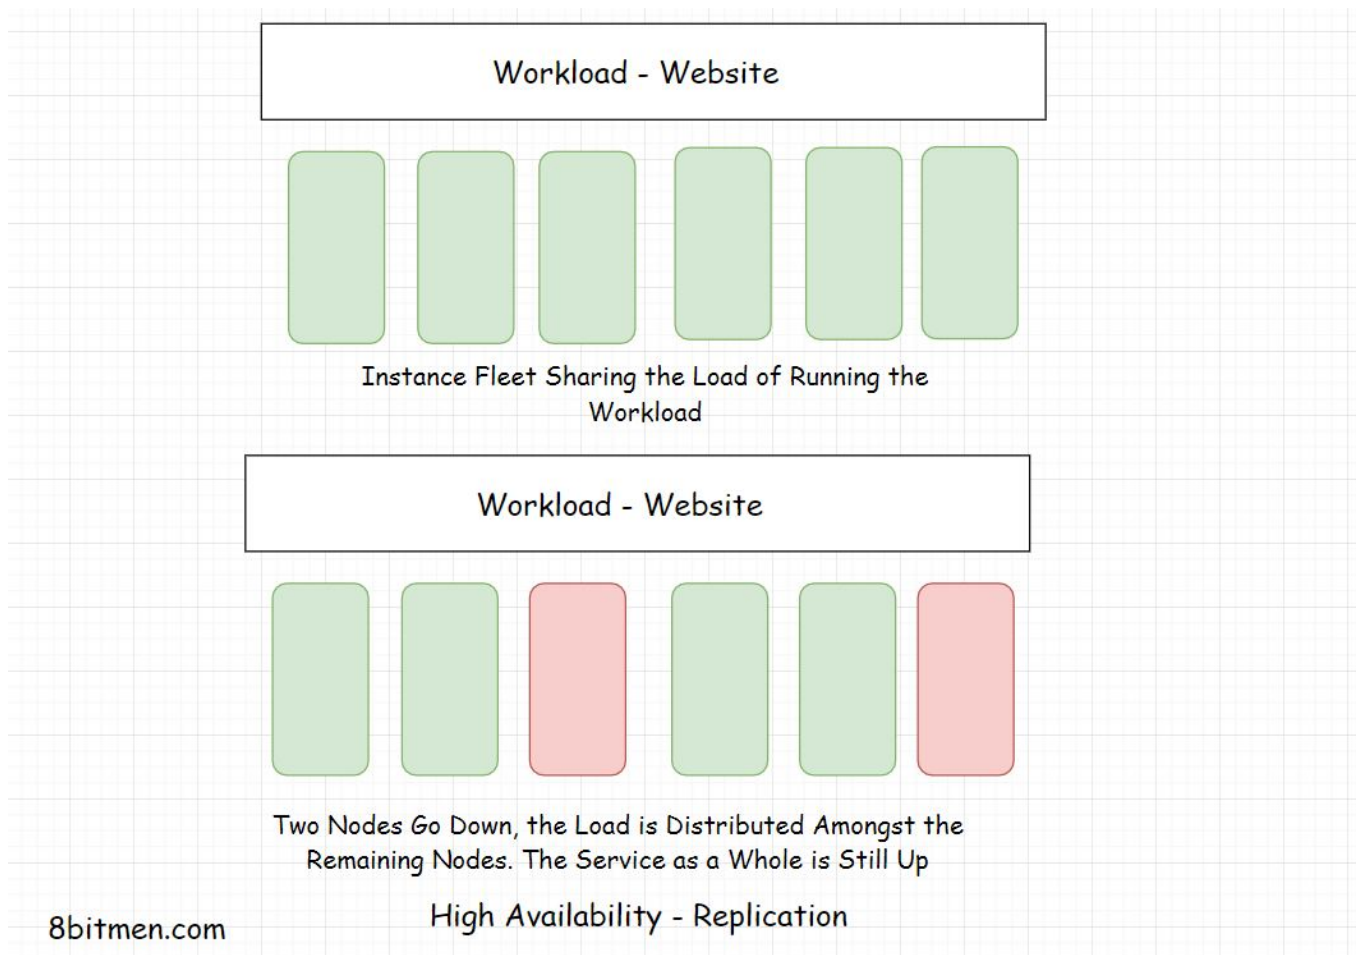 Workload - Website
Instance Fleet Sharing the Load of Running the
Workload
Workload - Website
Two Nodes Go Down, the Load is Distributed Amongst the
Remaining Nodes. The Service as a Whole is Still Up
High Availability - Replication
8bitmen.com